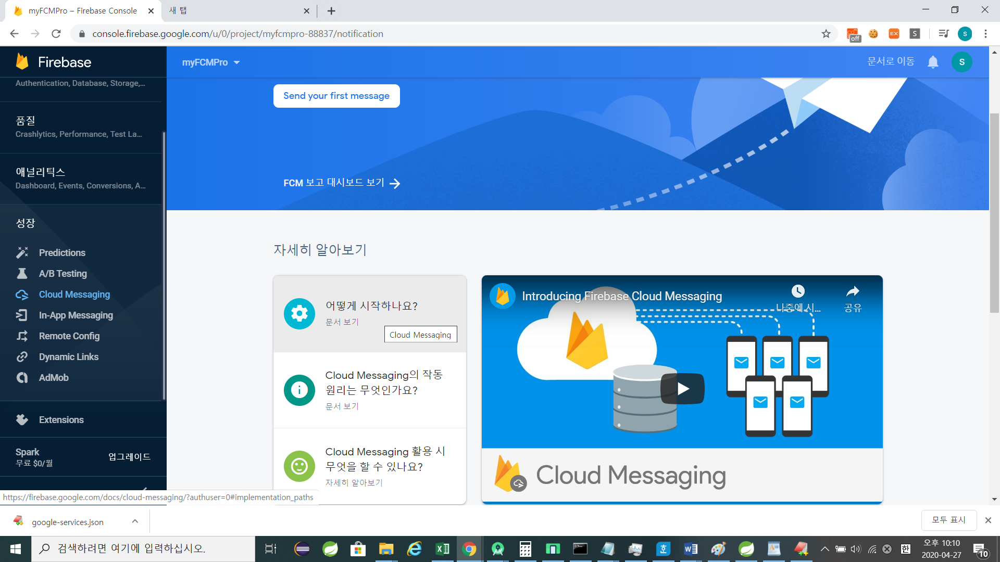 myFCMPro – Firebase Console
새 탭
console.firebase.google.com/u/0/project/myfcmpro-88837/notification
off
EX
S
S
Firebase
myFCMPro
문서로 이동
S
Authentication, Database, Storage,...
Send your first message
품질
Crashlytics, Performance, Test La...
애널리틱스
Dashboard, Events, Conversions, A...
FCM 보고 대시보드 보기
성장
Predictions
A/B Testing
Cloud Messaging
In-App Messaging
Remote Config
Dynamic Links
AdMob
Extensions
Spark
무료 $0/월
업그레이드
자세히 알아보기
어떻게 시작하나요?
문서 보기
Cloud Messaging
Cloud Messaging의 작동
원리는 무엇인가요?
문서 보기
Cloud Messaging 활용 시
무엇을 할 수 있나요?
자세히 알아보기
Introducing Firebase Cloud Messaging
나중에 시...
공유
Cloud Messaging
https://firebase.google.com/docs/cloud-messaging/?authuser=0#implementation_paths
google-services.json
모두 표시
검색하려면 여기에 입력하십시오.
한
오후 10:10
2020-04-27
10